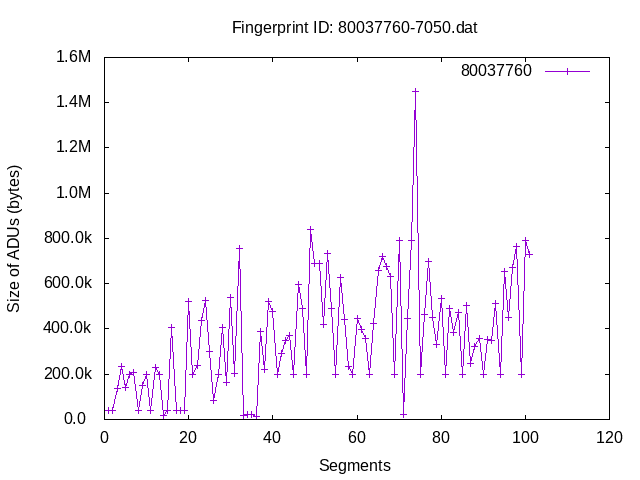 Fingerprint ID: 80037760-7050.dat
80037760
1.6M
1.4M
1.2M
1.0M
800.0k
600.0k
400.0k
200.0k
0.0
0 20 40 60 80 100 120
Size of ADUs (bytes)
Segments